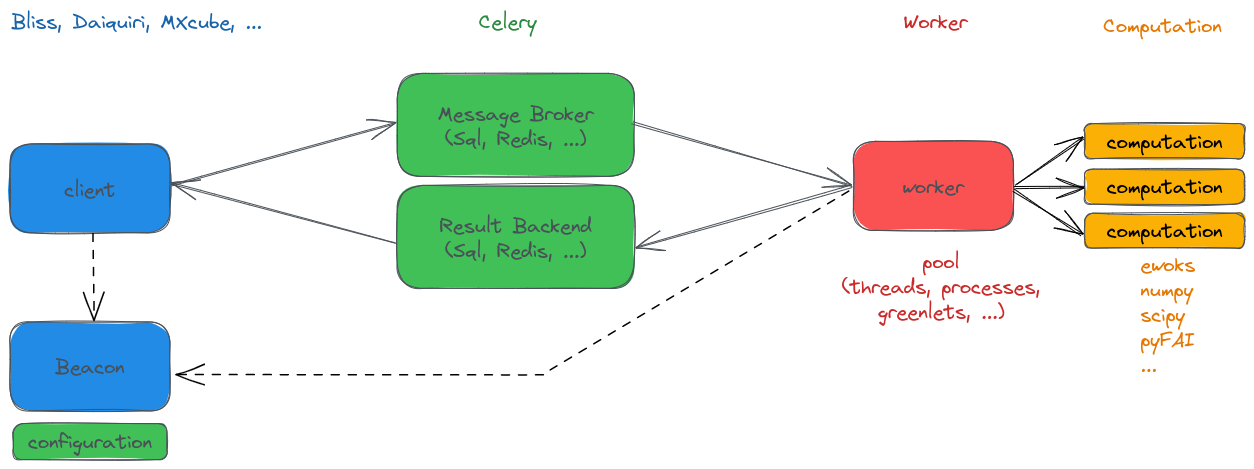 Bliss, Daiquiri, MXcube, ...
Celery
Worker
Computation
client
Message Broker
(Sql, Redis, ...)
Result Backend
(Sql, Redis, ...)
worker
pool
(threads, processes,
greenlets, ...)
computation
computation
computation
ewoks
numpy
scipy
pyFAI
...
Beacon
configuration